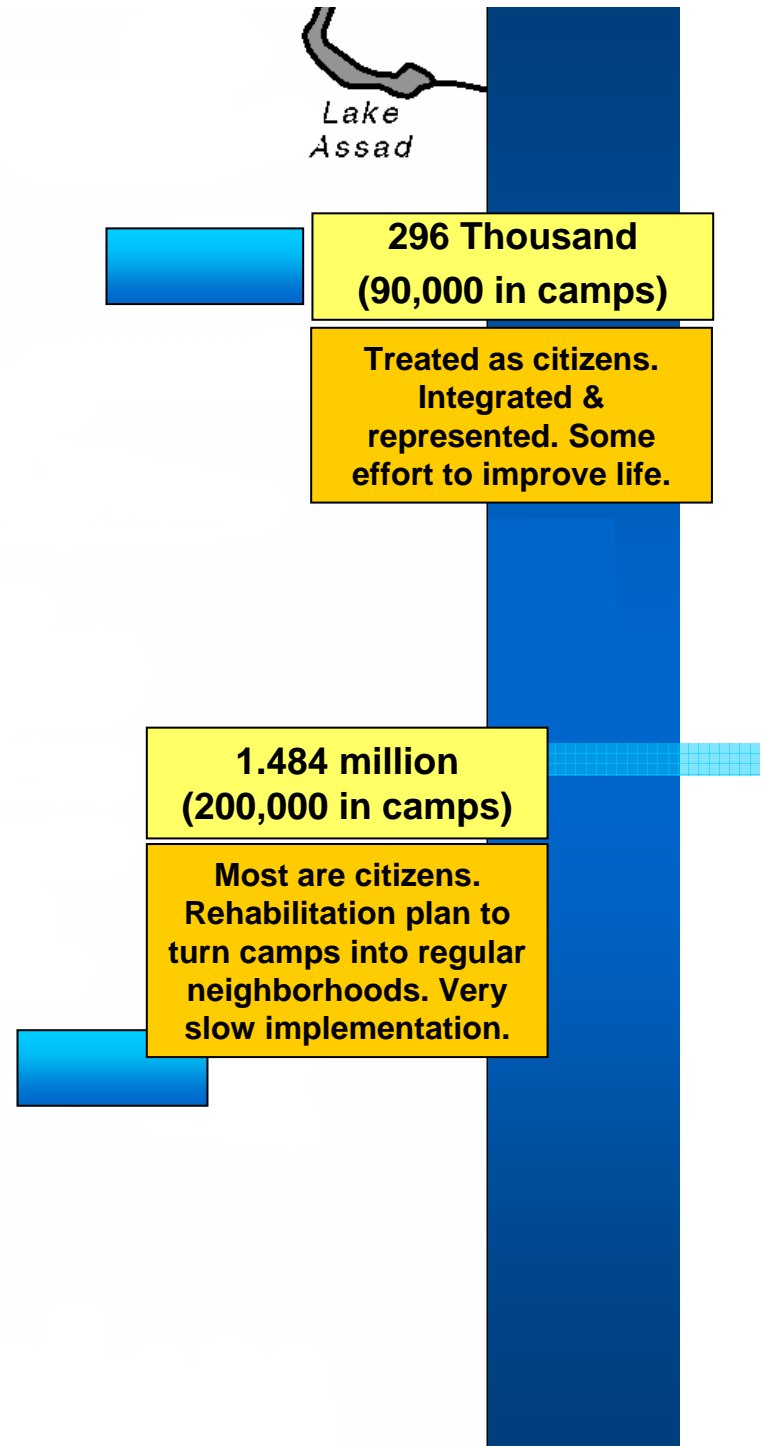 Lake
Assad
296 Thousand
(90,000 in camps)
Treated as citizens.
Integrated &
represented. Some
effort to improve life.
1.484 million
(200,000 in camps)
Most are citizens.
Rehabilitation plan to
turn camps into regular
neighborhoods. Very
slow implementation.